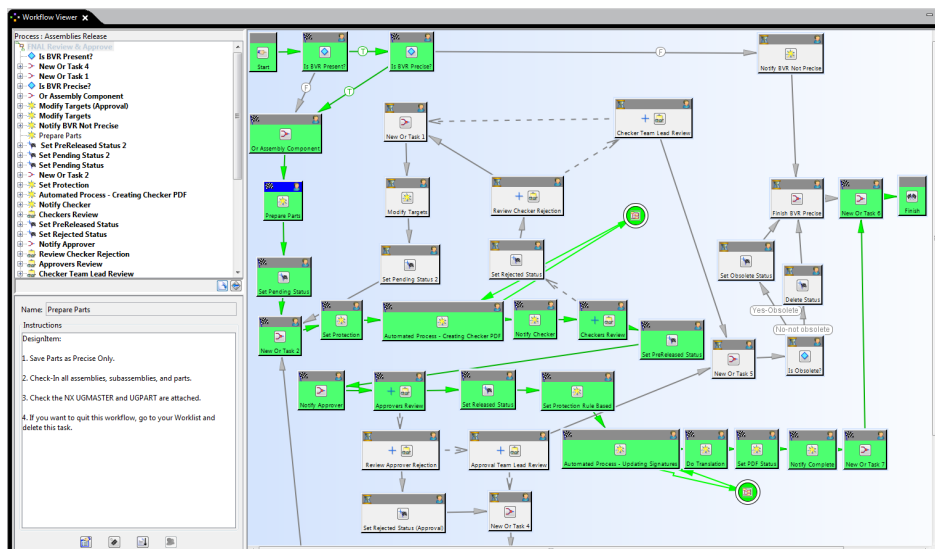 Workflow Viewer
Process : Assemblies Release
FNAL Review & Approve
Is BVR Present?
New Or Task 4
New Or Task 1
Is BVR Precise?
Or Assembly Component
Modify Targets (Approval)
Modify Targets
Notify BVR Not Precise
Prepare Parts
Set PreReleased Status 2
Set Pending Status 2
Set Pending Status
New Or Task 2
Set Protection
Automated Process - Creating Checker PDF
Notify Checker
Checkers Review
Set PreReleased Status
Set Rejected Status
Notify Approver
Review Checker Rejection
Approvers Review
Checker Team Lead Review
Name: Prepare Parts
Instructions
DesignItem:
1. Save Parts as Precise Only.
2. Check-In all assemblies, subassemblies, and parts.
3. Check the NX UGMASTER and UGPART are attached.
4. If you want to quit this workflow, go to your Worklist and
delete this task.
Start
Is BVR Present?
T
Is BVR Precise?
F
Notify BVR Not Precise
F
T
Or Assembly Component
New Or Task 1
Checker Team Lead Review
Prepare Parts
Modify Targets
Review Checker Rejection
Finish BVR Precise
New Or Task 6
Finish
Set Pending Status
Set Pending Status 2
Set Rejected Status
Set Obsolete Status
Delete Status
Yes-Obsolete
No-not obsolete
New Or Task 2
Set Protection
Automated Process - Creating Checker PDF
Notify Checker
Checkers Review
Set PreReleased Status
New Or Task 5
Is Obsolete?
Notify Approver
Approvers Review
Set Released Status
Set Protection Rule Based
Review Approver Rejection
Approval Team Lead Review
Automated Process - Updating Signatures
Do Translation
Set PDF Status
Notify Complete
New Or Task 7
Set Rejected Status (Approval)
New Or Task 4